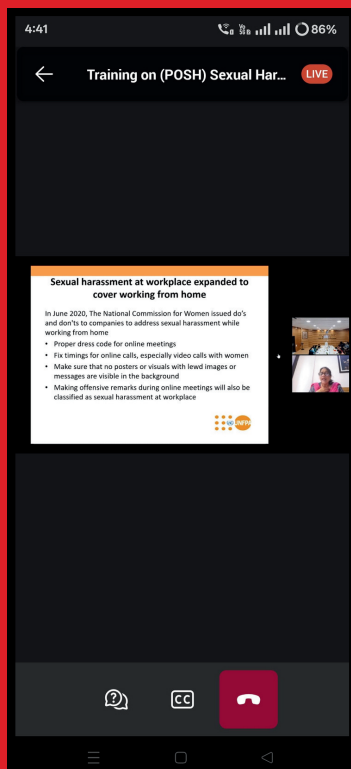 4:41
86%
Training on (POSH) Sexual Har...
LIVE
Sexual harassment at workplace expanded to
cover working from home
In June 2020, The National Commission for Women issued do's
and don'ts to companies to address sexual harassment while
working from home
• Proper dress code for online meetings
• Fix timings for online calls, especially video calls with women
• Make sure that no posters or visuals with lewd images or
messages are visible in the background
• Making offensive remarks during online meetings will also be
classified as sexual harassment at workplace
UNFPA
CC